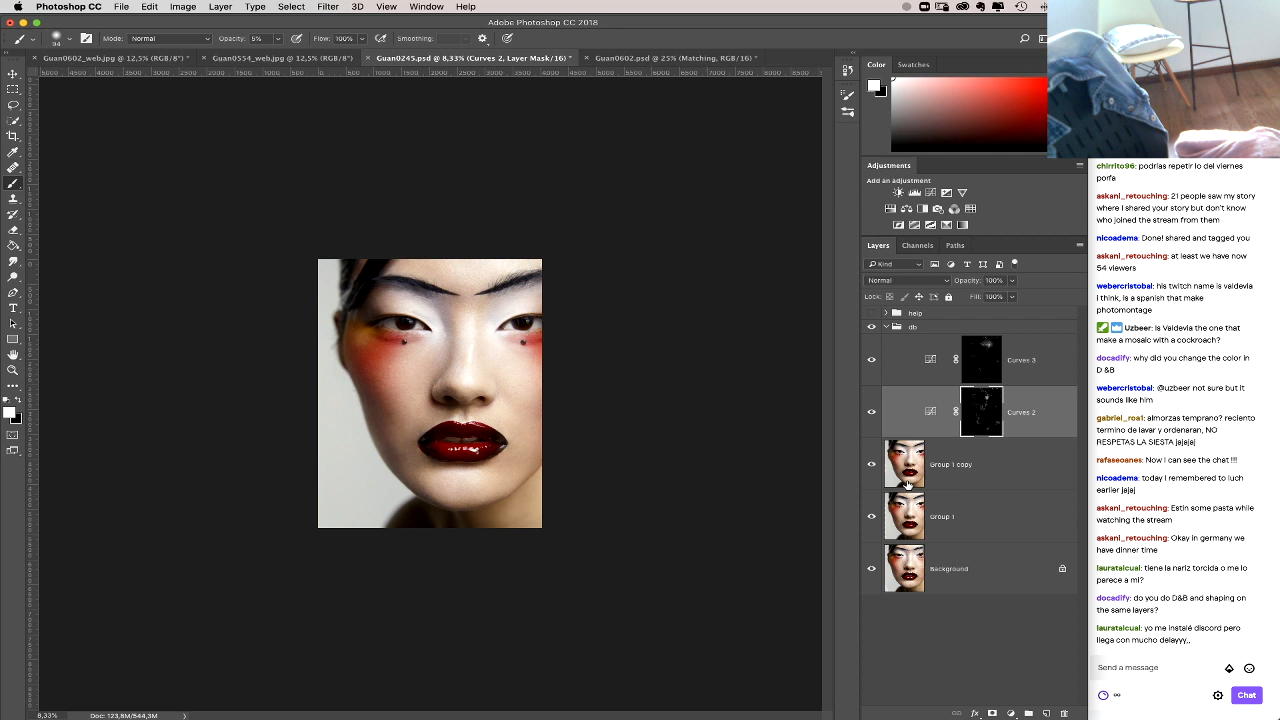 Photoshop File Edit Image Layer Type Select Filter 3D View Window Help
Adobe Photoshop CC 2018
94 Mode: Normal Opacity: 5% Flow: 100% Smoothing:
Guan0602_web.jpg @ 12,5% (RGB/8*) Guan0554_web.jpg @ 12,5% (RGB/8*) Guan0245.psd @ 8,33% (Curves 2, Layer Mask/16) * Guan0602.psd @ 25% (Matching, RGB/16) *
Color Swatches
Adjustments
Add an adjustment
Layers Channels Paths
Kind
Normal Opacity: 100%
Lock: Fill: 100%
help
db
Curves 3
Curves 2
Group 1 copy
Group 1
Background
8,33% Doc: 123,8M/544,3M
chirrito96: podrías repetir lo del viernes
porfa
askani_retouching: 21 people saw my story
where I shared your story but don't know
who joined the stream from them
nicoadema: Done! shared and tagged you
askani_retouching: at least we have now
54 viewers
webercristobal: his twitch name is valdevia
i think, is a spanish that make
photomontage
Uzbeer: Is Valdevia the one that
make a mosaic with a cockroach?
docadify: why did you change the color in
D &B
webercristobal: @uzbeer not sure but it
sounds like him
gabriel_roa1: almorzas temprano? reciento
termino de lavar y ordenaran, NO
RESPETAS LA SIESTA jajajaj
rafaseoanes: Now I can see the chat !!!!
nicoadema: today I remembered to luch
earlier jajaj
askani_retouching: Estin some pasta while
watching the stream
askani_retouching: Okay in germany we
have dinner time
lauratalcual: tiene la nariz torcida o me lo
parece a mi?
docadify: do you do D&B and shaping on
the same layers?
lauratalcual: yo me instalé discord pero
llega con mucho delayyy,,
Send a message
Chat